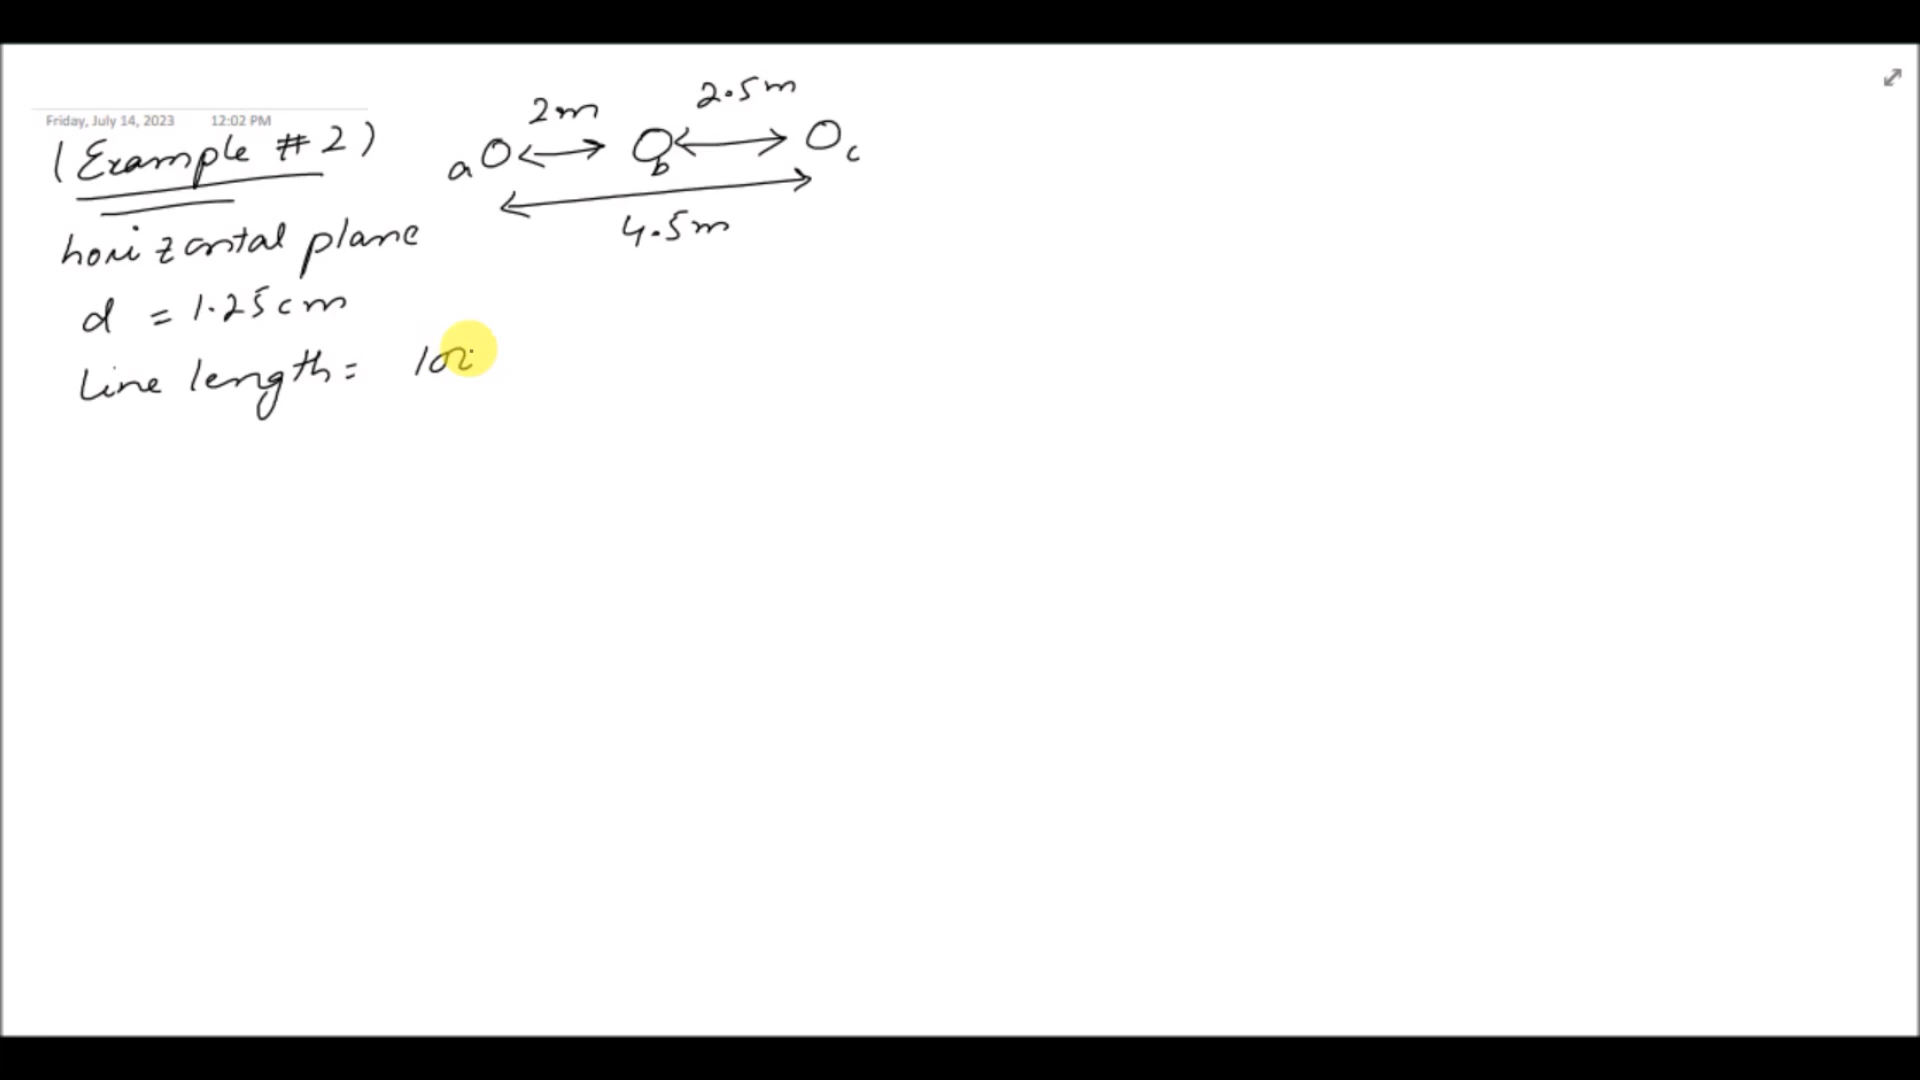 Friday, July 14, 2023 12:02 PM
(Example # 2)
2m
2.5m
a
b
c
4.5m
horizontal plane
d = 1.25cm
Line length =